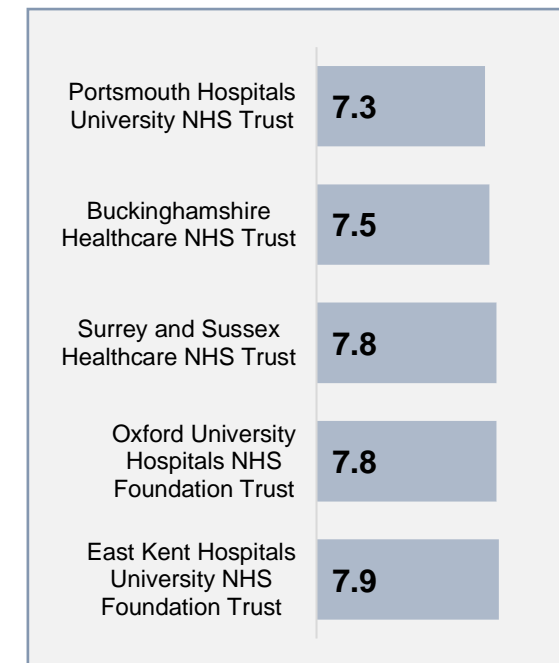 Portsmouth Hospitals
University NHS Trust
7.3
Buckinghamshire
Healthcare NHS Trust
7.5
Surrey and Sussex
Healthcare NHS Trust
7.8
Oxford University
Hospitals NHS
Foundation Trust
7.8
East Kent Hospitals
University NHS
Foundation Trust
7.9